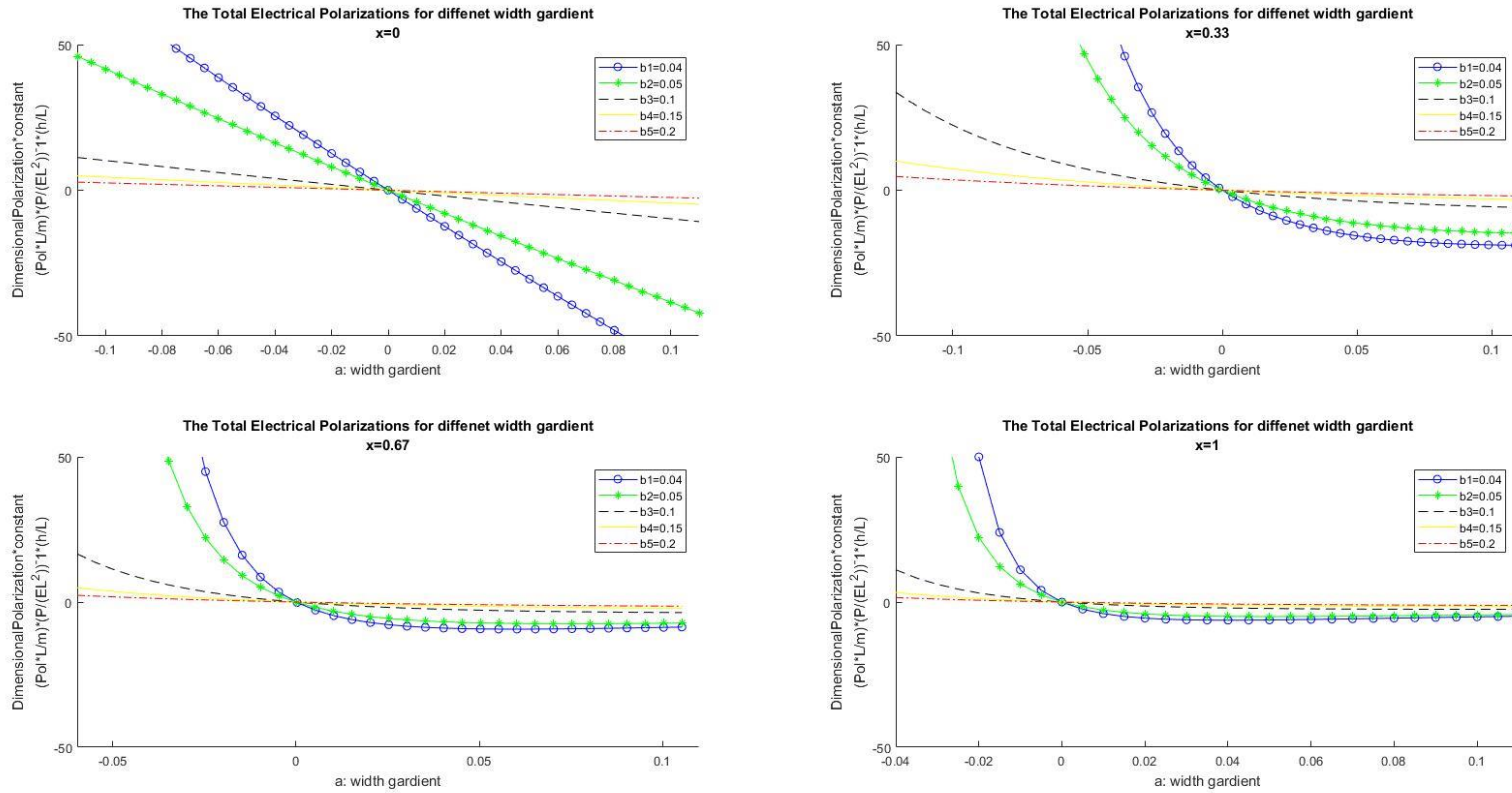 The Total Electrical Polarizations for diffenet width gardient
x=0
DimensionalPolarization*constant
(Pol*L/m)*(P/(EL²))⁻1*(h/L)
50
0
-50
-0.1
-0.08
-0.06
-0.04
-0.02
0
0.02
0.04
0.06
0.08
0.1
a: width gardient
b1=0.04
b2=0.05
b3=0.1
b4=0.15
b5=0.2
The Total Electrical Polarizations for diffenet width gardient
x=0.33
DimensionalPolarization*constant
(Pol*L/m)*(P/(EL²))⁻1*(h/L)
50
0
-50
-0.1
-0.05
0
0.05
0.1
a: width gardient
b1=0.04
b2=0.05
b3=0.1
b4=0.15
b5=0.2
The Total Electrical Polarizations for diffenet width gardient
x=0.67
DimensionalPolarization*constant
(Pol*L/m)*(P/(EL²))⁻1*(h/L)
50
0
-50
-0.05
0
0.05
0.1
a: width gardient
b1=0.04
b2=0.05
b3=0.1
b4=0.15
b5=0.2
The Total Electrical Polarizations for diffenet width gardient
x=1
DimensionalPolarization*constant
(Pol*L/m)*(P/(EL²))⁻1*(h/L)
50
0
-50
-0.04
-0.02
0
0.02
0.04
0.06
0.08
0.1
a: width gardient
b1=0.04
b2=0.05
b3=0.1
b4=0.15
b5=0.2